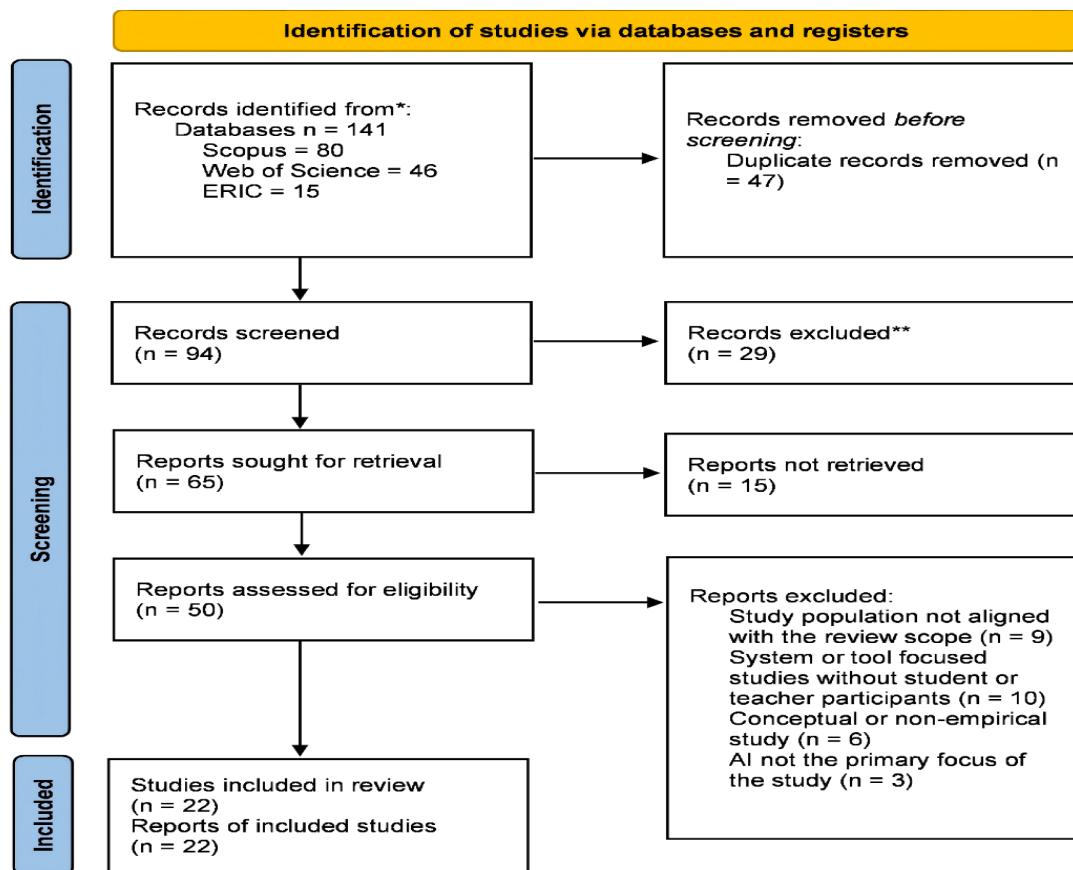 Identification of studies via databases and registers
Identification
Records identified from*:
Databases n = 141
Scopus = 80
Web of Science = 46
ERIC = 15
Records removed before
screening:
Duplicate records removed (n
= 47)
Screening
Records screened
(n = 94)
Records excluded**
(n = 29)
Reports sought for retrieval
(n = 65)
Reports not retrieved
(n = 15)
Reports assessed for eligibility
(n = 50)
Reports excluded:
Study population not aligned
with the review scope (n = 9)
System or tool focused
studies without student or
teacher participants (n = 10)
Conceptual or non-empirical
study (n = 6)
AI not the primary focus of
the study (n = 3)
Included
Studies included in review
(n = 22)
Reports of included studies
(n = 22)